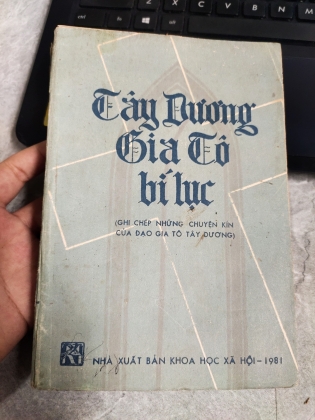 Tây Dương
Gia Tô
bí lục
(GHI CHÉP NHỮNG CHUYỆN KÍN
CỦA ĐẠO GIA TÔ TÂY DƯƠNG)
NHÀ XUẤT BẢN KHOA HỌC XÃ HỘI - 1981